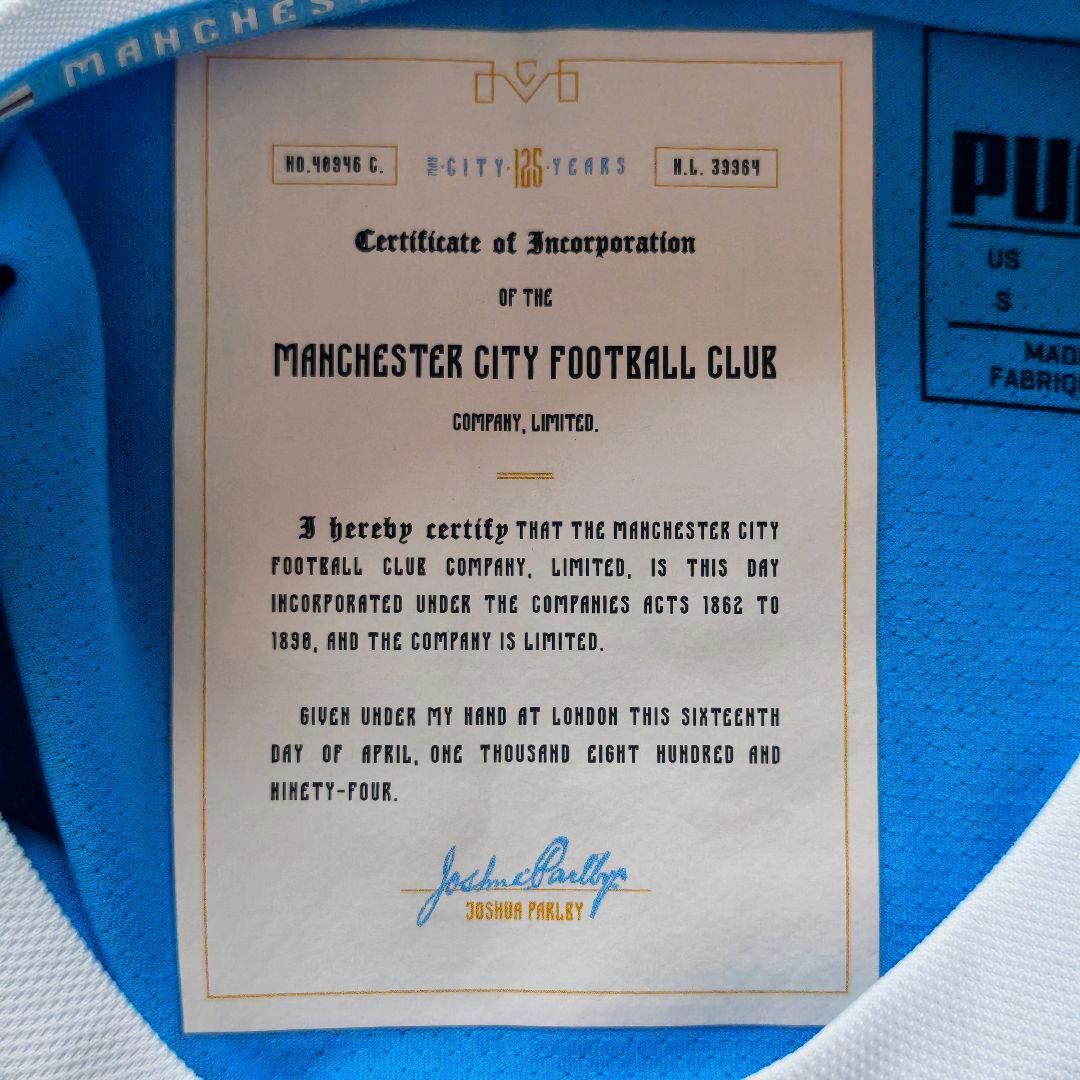 MANCHES
NO.40946 C.
MAN·CITY·125·YEARS
N.L. 39964
Certificate of Incorporation
OF THE
MANCHESTER CITY FOOTBALL CLUB
COMPANY, LIMITED.
I hereby certify THAT THE MANCHESTER CITY
FOOTBALL CLUB COMPANY, LIMITED, IS THIS DAY
INCORPORATED UNDER THE COMPANIES ACTS 1862 TO
1890, AND THE COMPANY IS LIMITED.
GIVEN UNDER MY HAND AT LONDON THIS SIXTEENTH
DAY OF APRIL, ONE THOUSAND EIGHT HUNDRED AND
NINETY-FOUR.
Joshua Parlby
JOSHUA PARLBY
PU
US
S
MAD
FABRIQ